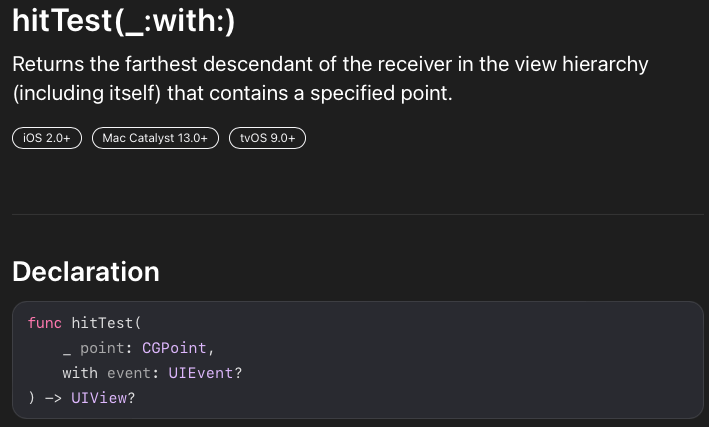 hitTest(_:with:)
Returns the farthest descendant of the receiver in the view hierarchy
(including itself) that contains a specified point.
iOS 2.0+ Mac Catalyst 13.0+ tvOS 9.0+
Declaration
func hitTest(
    _ point: CGPoint,
    with event: UIEvent?
) -> UIView?